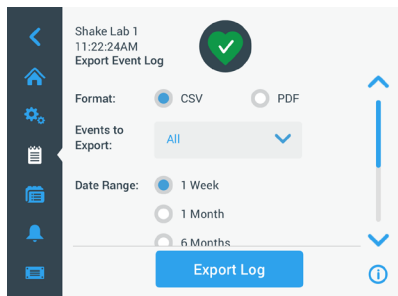 Shake Lab 1
11:22:24AM
Export Event Log
Format: CSV PDF
Events to
Export: All
Date Range: 1 Week
1 Month
6 Months
Export Log